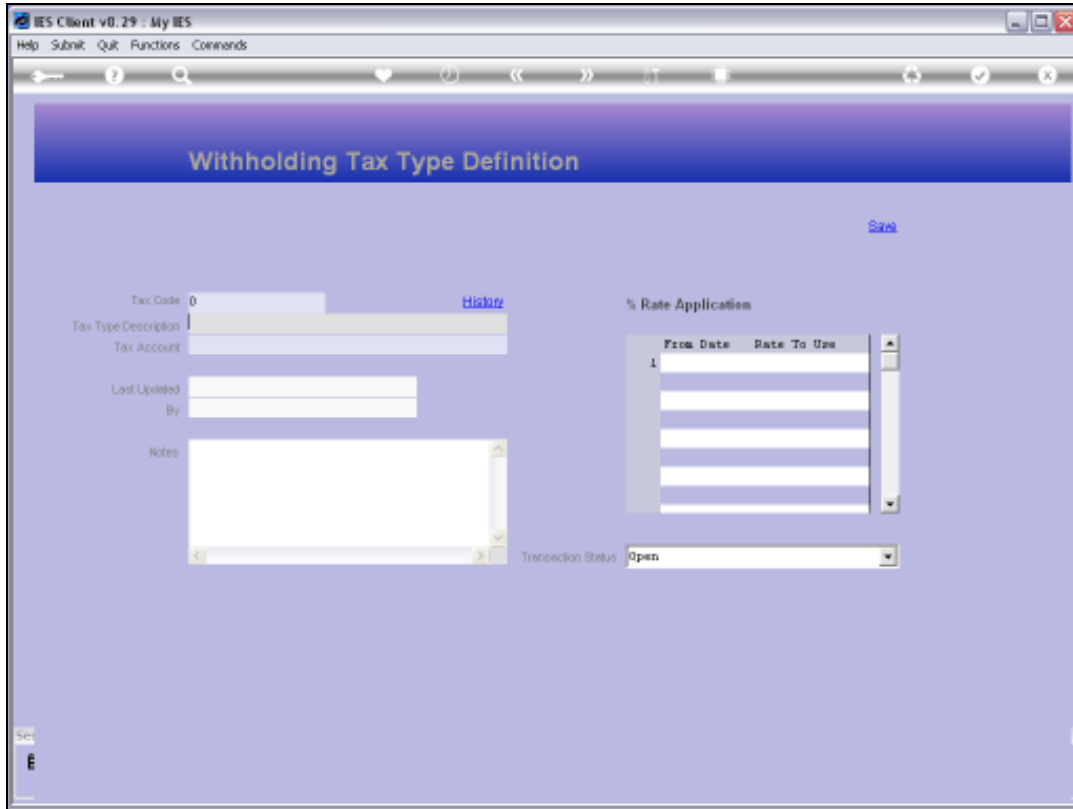 IES Client v8.29 : My IES
Help Submit Quit Functions Commands
Withholding Tax Type Definition
Save
Tax Code 0 History
% Rate Application
Tax Type Description
Tax Account
From Date Rate To Use
1
Last Updated
By
Notes
Transaction Status Open